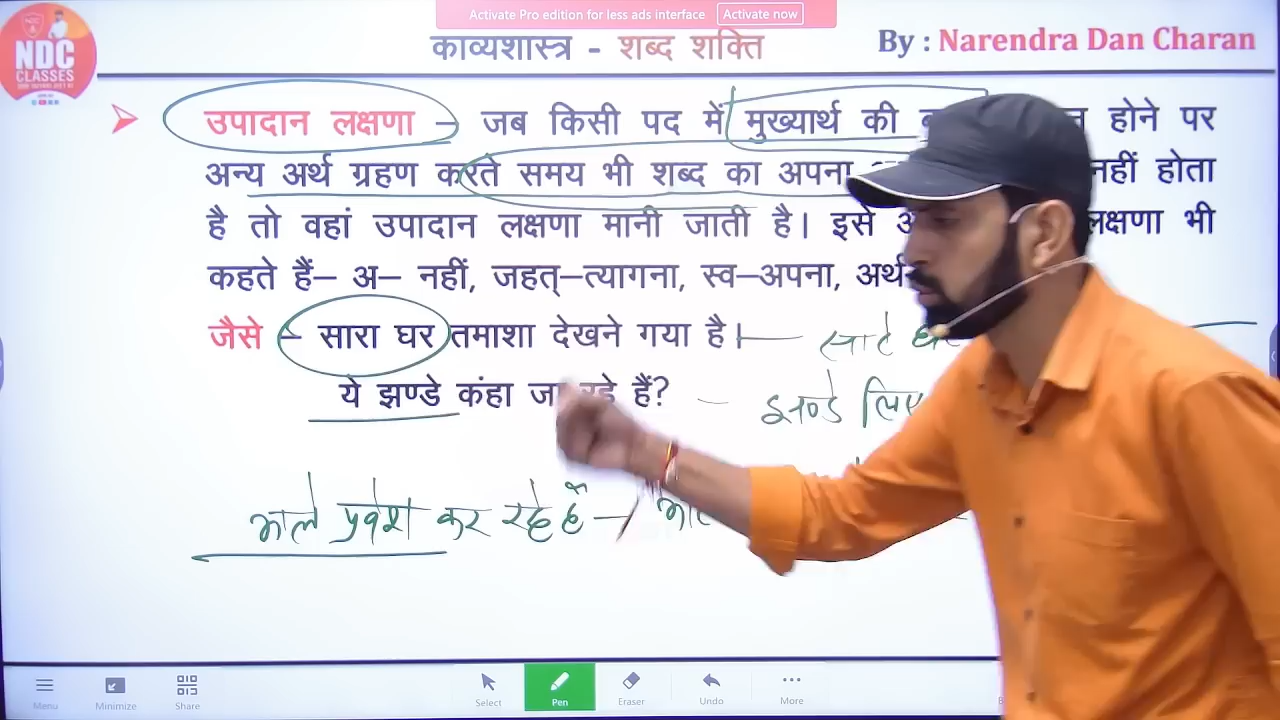 Activate Pro edition for less ads interface Activate now
NDC
CLASSES
काव्यशास्त्र - शब्द शक्ति
By : Narendra Dan Charan
उपादान लक्षणा – जब किसी पद में मुख्यार्थ की होने पर
अन्य अर्थ ग्रहण करते समय भी शब्द का अपना नहीं होता
है तो वहां उपादान लक्षणा मानी जाती है। इसे लक्षणा भी
कहते हैं– अ– नहीं, जहत्–त्यागना, स्व–अपना, अर्थ
जैसे – सारा घर तमाशा देखने गया है।
ये झण्डे कंहा जा रहे हैं? – झण्डे लिए
भाले प्रवेश कर रहे हैं –
Menu
Minimize
Share
Select
Pen
Eraser
Undo
More